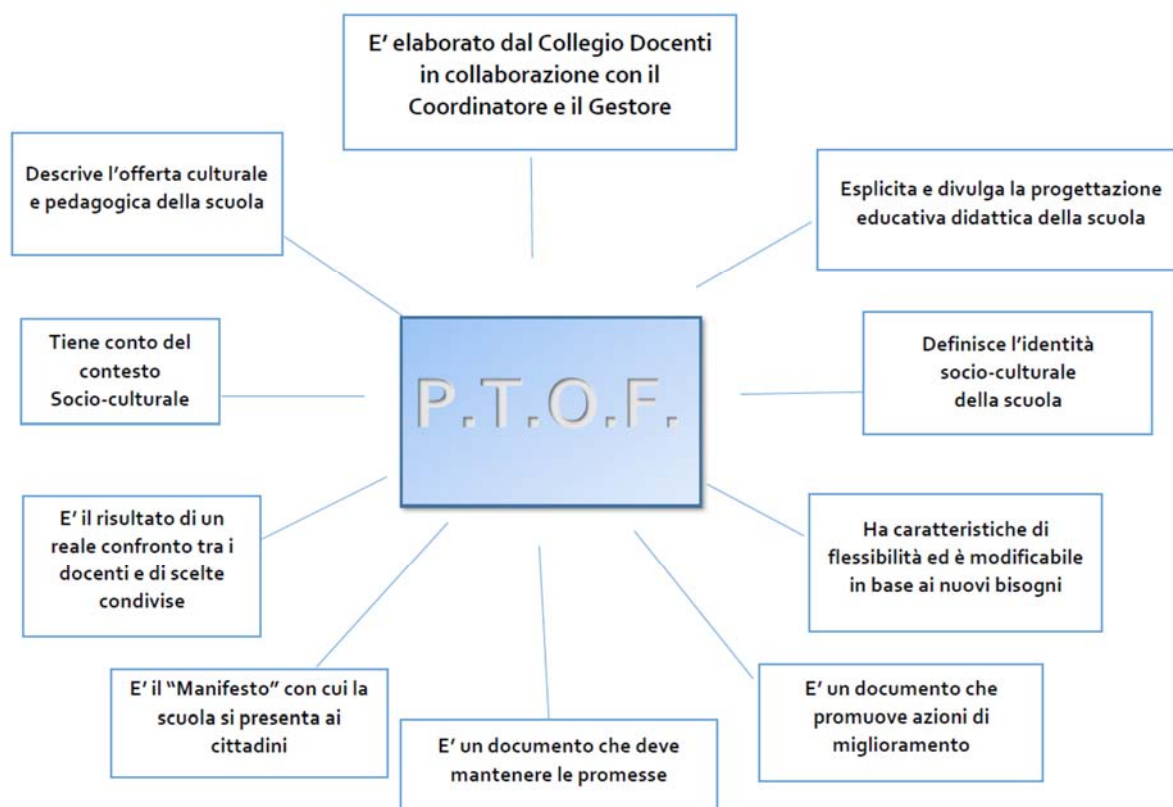 E’ elaborato dal Collegio Docenti
in collaborazione con il
Coordinatore e il Gestore
Descrive l’offerta culturale
e pedagogica della scuola
Esplicita e divulga la progettazione
educativa didattica della scuola
Tiene conto del
contesto
Socio-culturale
P.T.O.F.
Definisce l’identità
socio-culturale
della scuola
E’ il risultato di un
reale confronto tra i
docenti e di scelte
condivise
Ha caratteristiche di
flessibilità ed è modificabile
in base ai nuovi bisogni
E’ il “Manifesto” con cui la
scuola si presenta ai
cittadini
E’ un documento che deve
mantenere le promesse
E’ un documento che
promuove azioni di
miglioramento